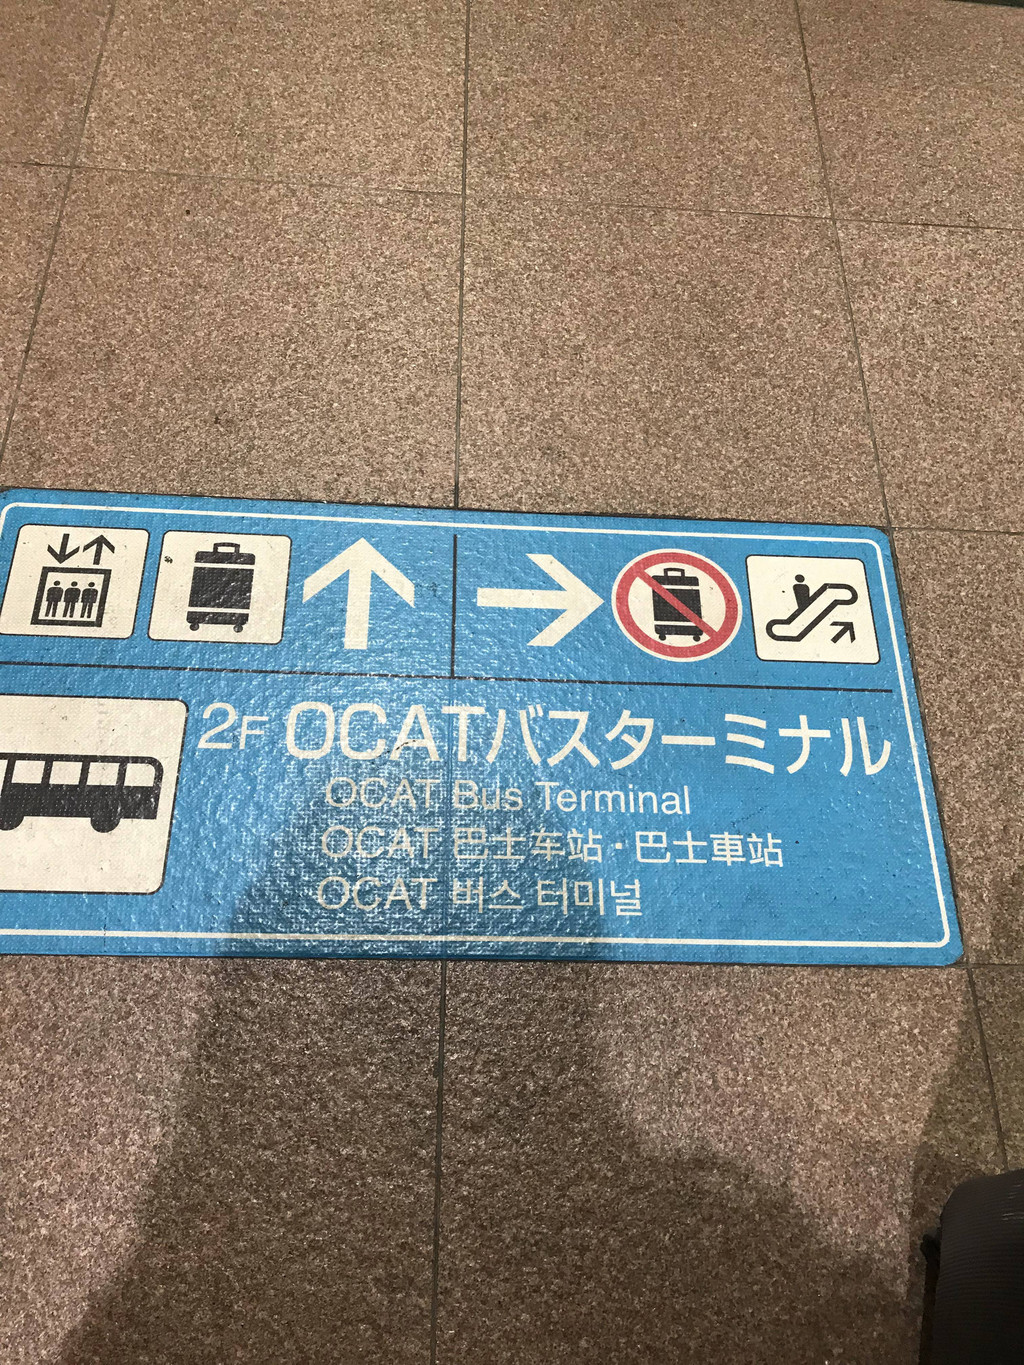 2F OCATバスターミナル
OCAT Bus Terminal
OCAT 巴士车站·巴士車站
OCAT 버스 터미널